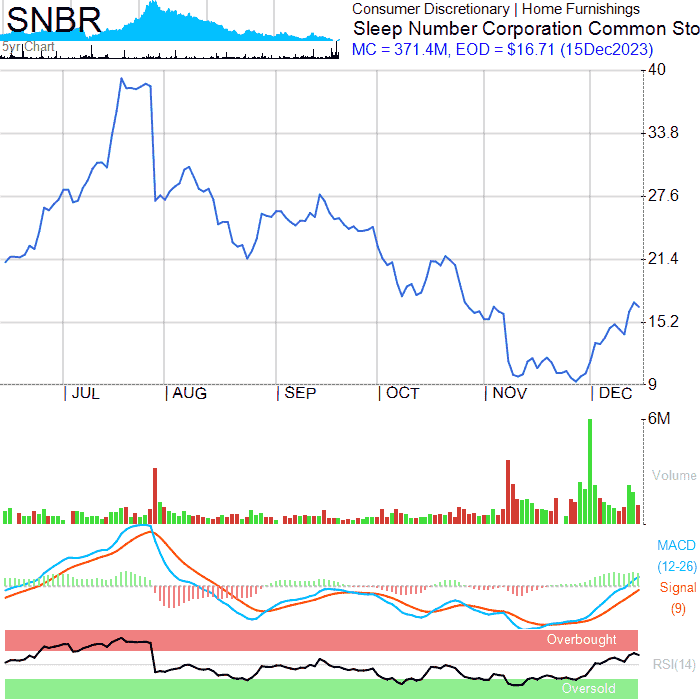 SNBR
5yr Chart
Consumer Discretionary | Home Furnishings
Sleep Number Corporation Common Sto
MC = 371.4M, EOD = $16.71 (15Dec2023)
40
33.8
27.6
21.4
15.2
9
| JUL | AUG | SEP | OCT | NOV | DEC
6M
Volume
MACD
(12-26)
Signal
(9)
Overbought
RSI(14)
Oversold